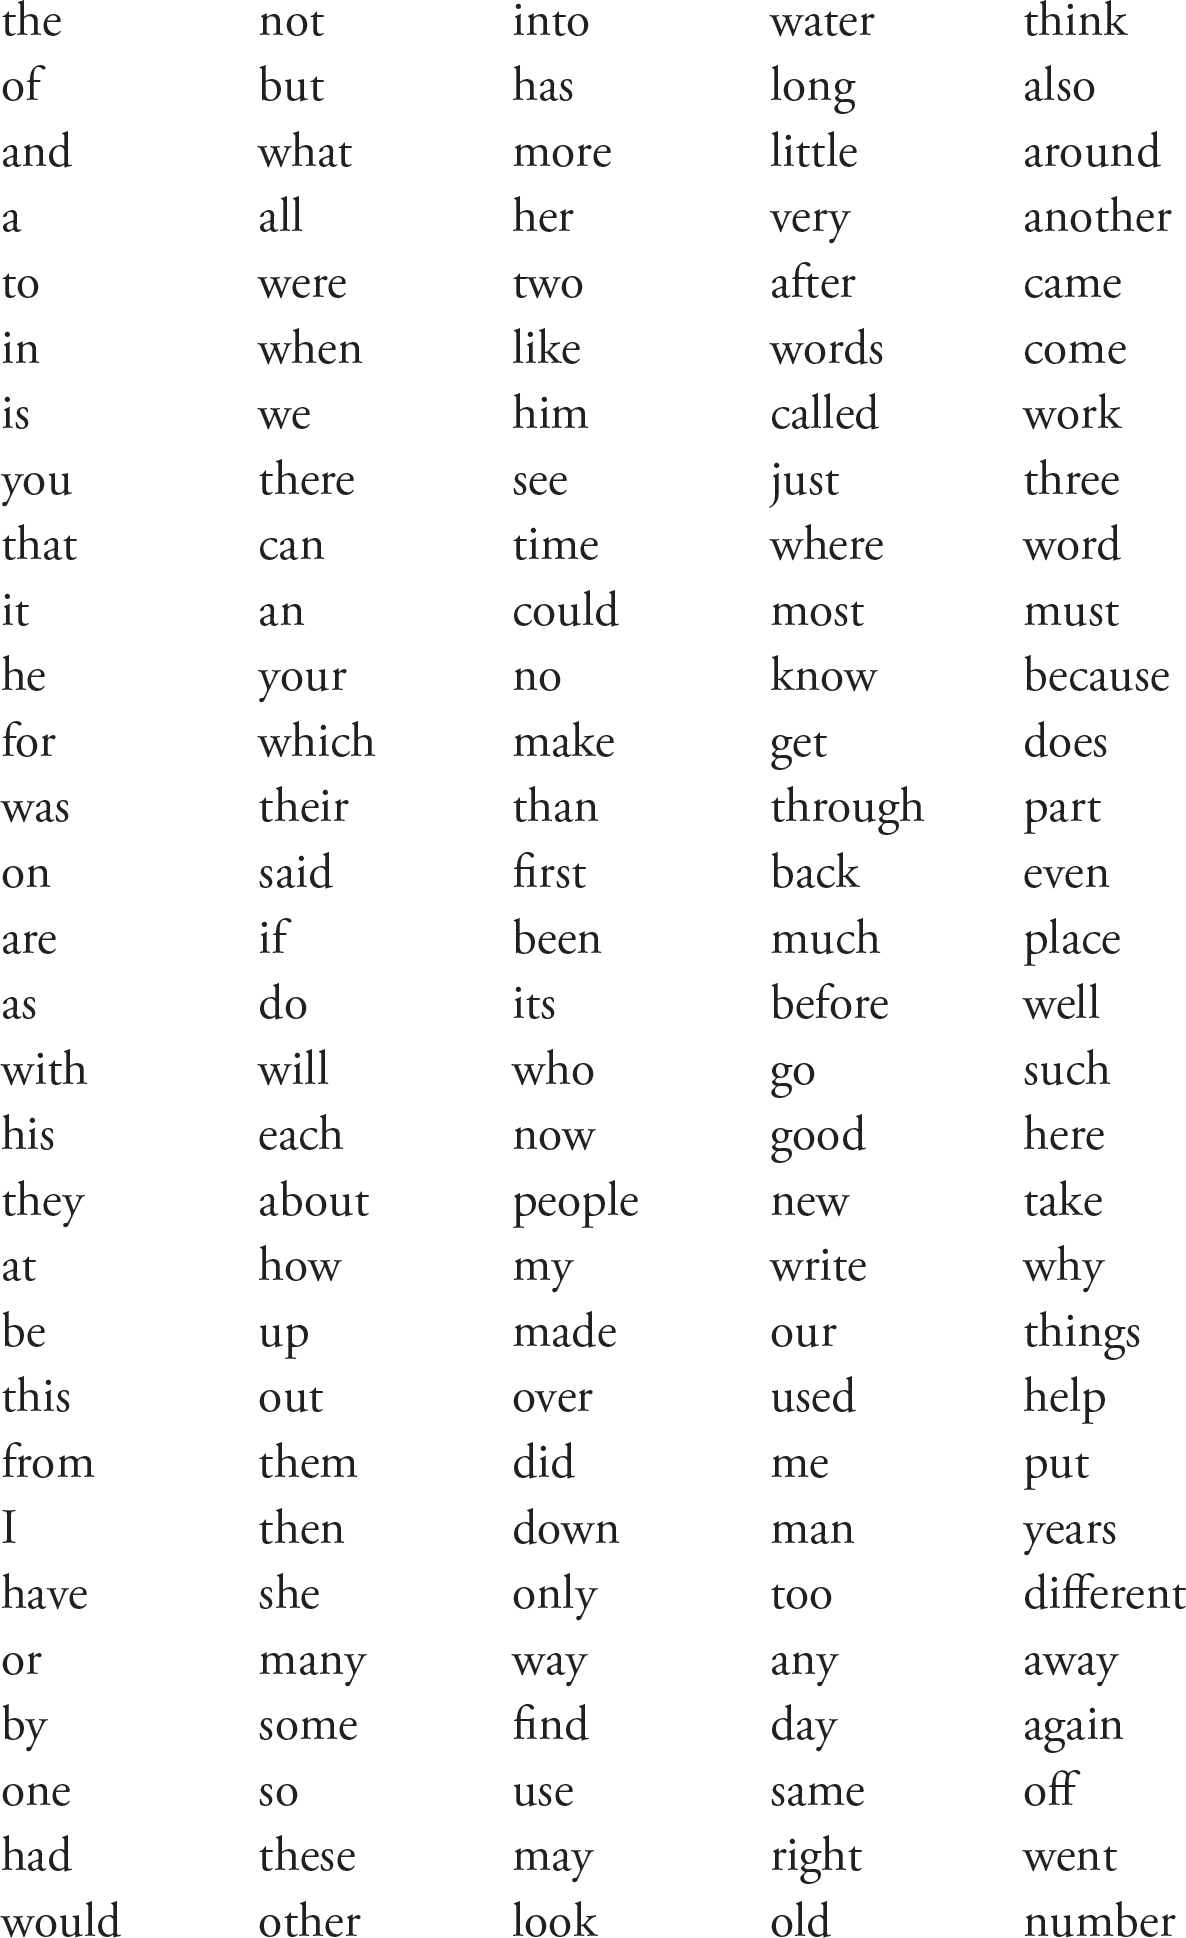 the not into water think
of but has long also
and what more little around
a all her very another
to were two after came
in when like words come
is we him called work
you there see just three
that can time where word
it an could most must
he your no know because
for which make get does
was their than through part
on said first back even
are if been much place
as do its before well
with will who go such
his each now good here
they about people new take
at how my write why
be up made our things
this out over used help
from them did me put
I then down man years
have she only too different
or many way any away
by some find day again
one so use same off
had these may right went
would other look old number